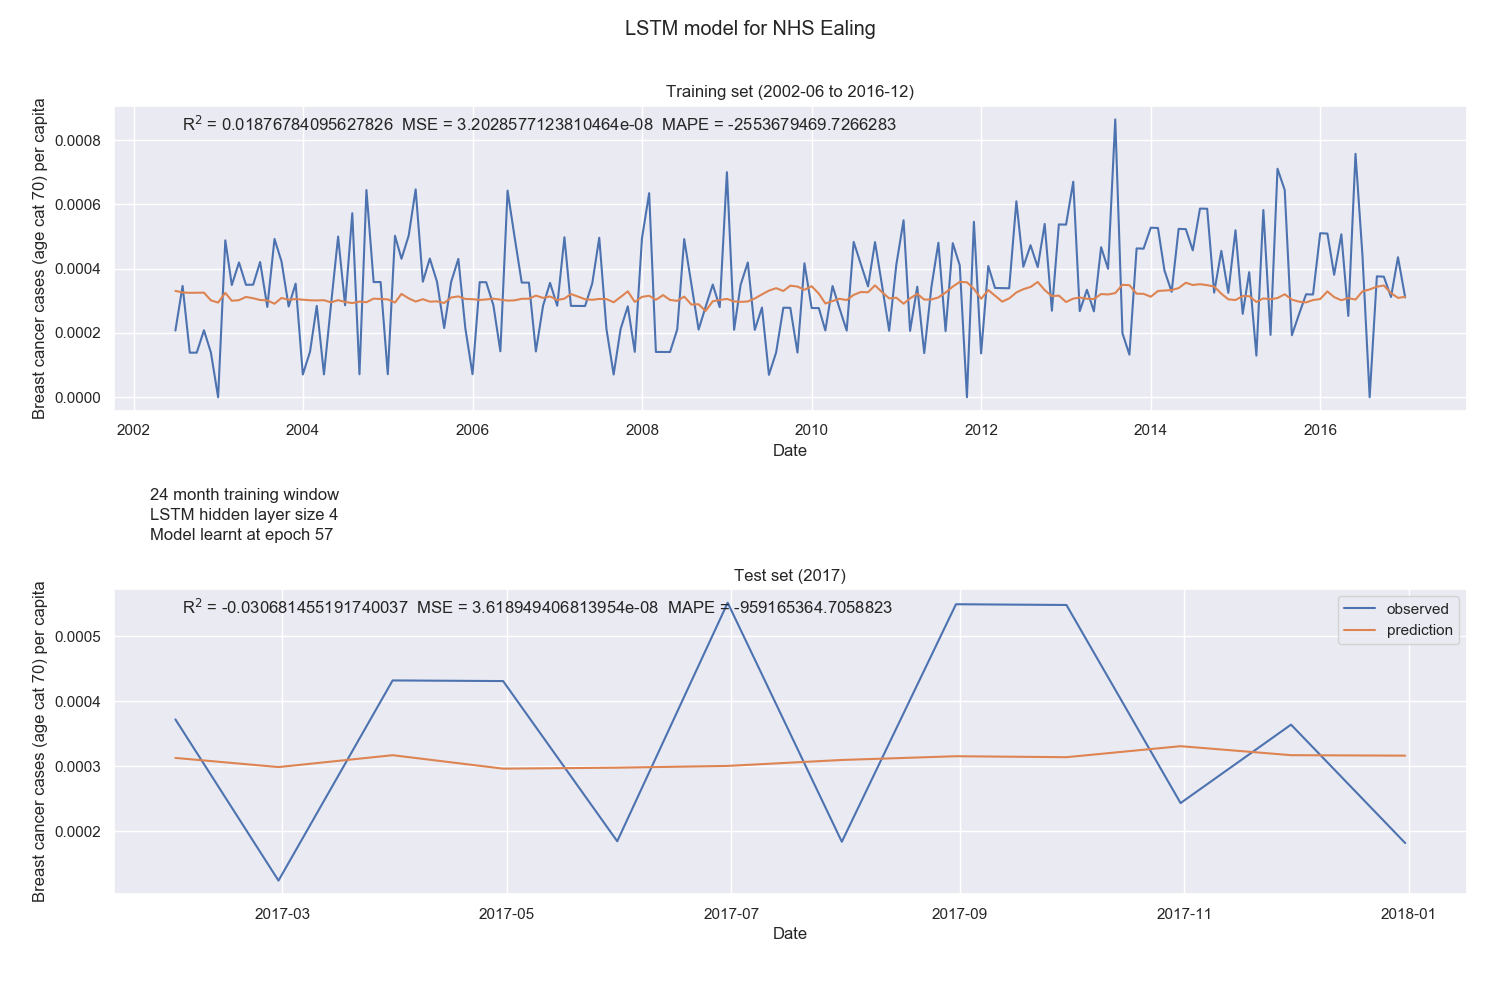 LSTM model for NHS Ealing
Training set (2002-06 to 2016-12)
R² = 0.01876784095627826 MSE = 3.2028577123810464e-08 MAPE = -2553679469.7266283
Breast cancer cases (age cat 70) per capita
0.0008
0.0006
0.0004
0.0002
0.0000
2002 2004 2006 2008 2010 2012 2014 2016
Date
24 month training window
LSTM hidden layer size 4
Model learnt at epoch 57
Test set (2017)
R² = -0.030681455191740037 MSE = 3.618949406813954e-08 MAPE = -959165364.7058823
observed
prediction
Breast cancer cases (age cat 70) per capita
0.0005
0.0004
0.0003
0.0002
2017-03 2017-05 2017-07 2017-09 2017-11 2018-01
Date